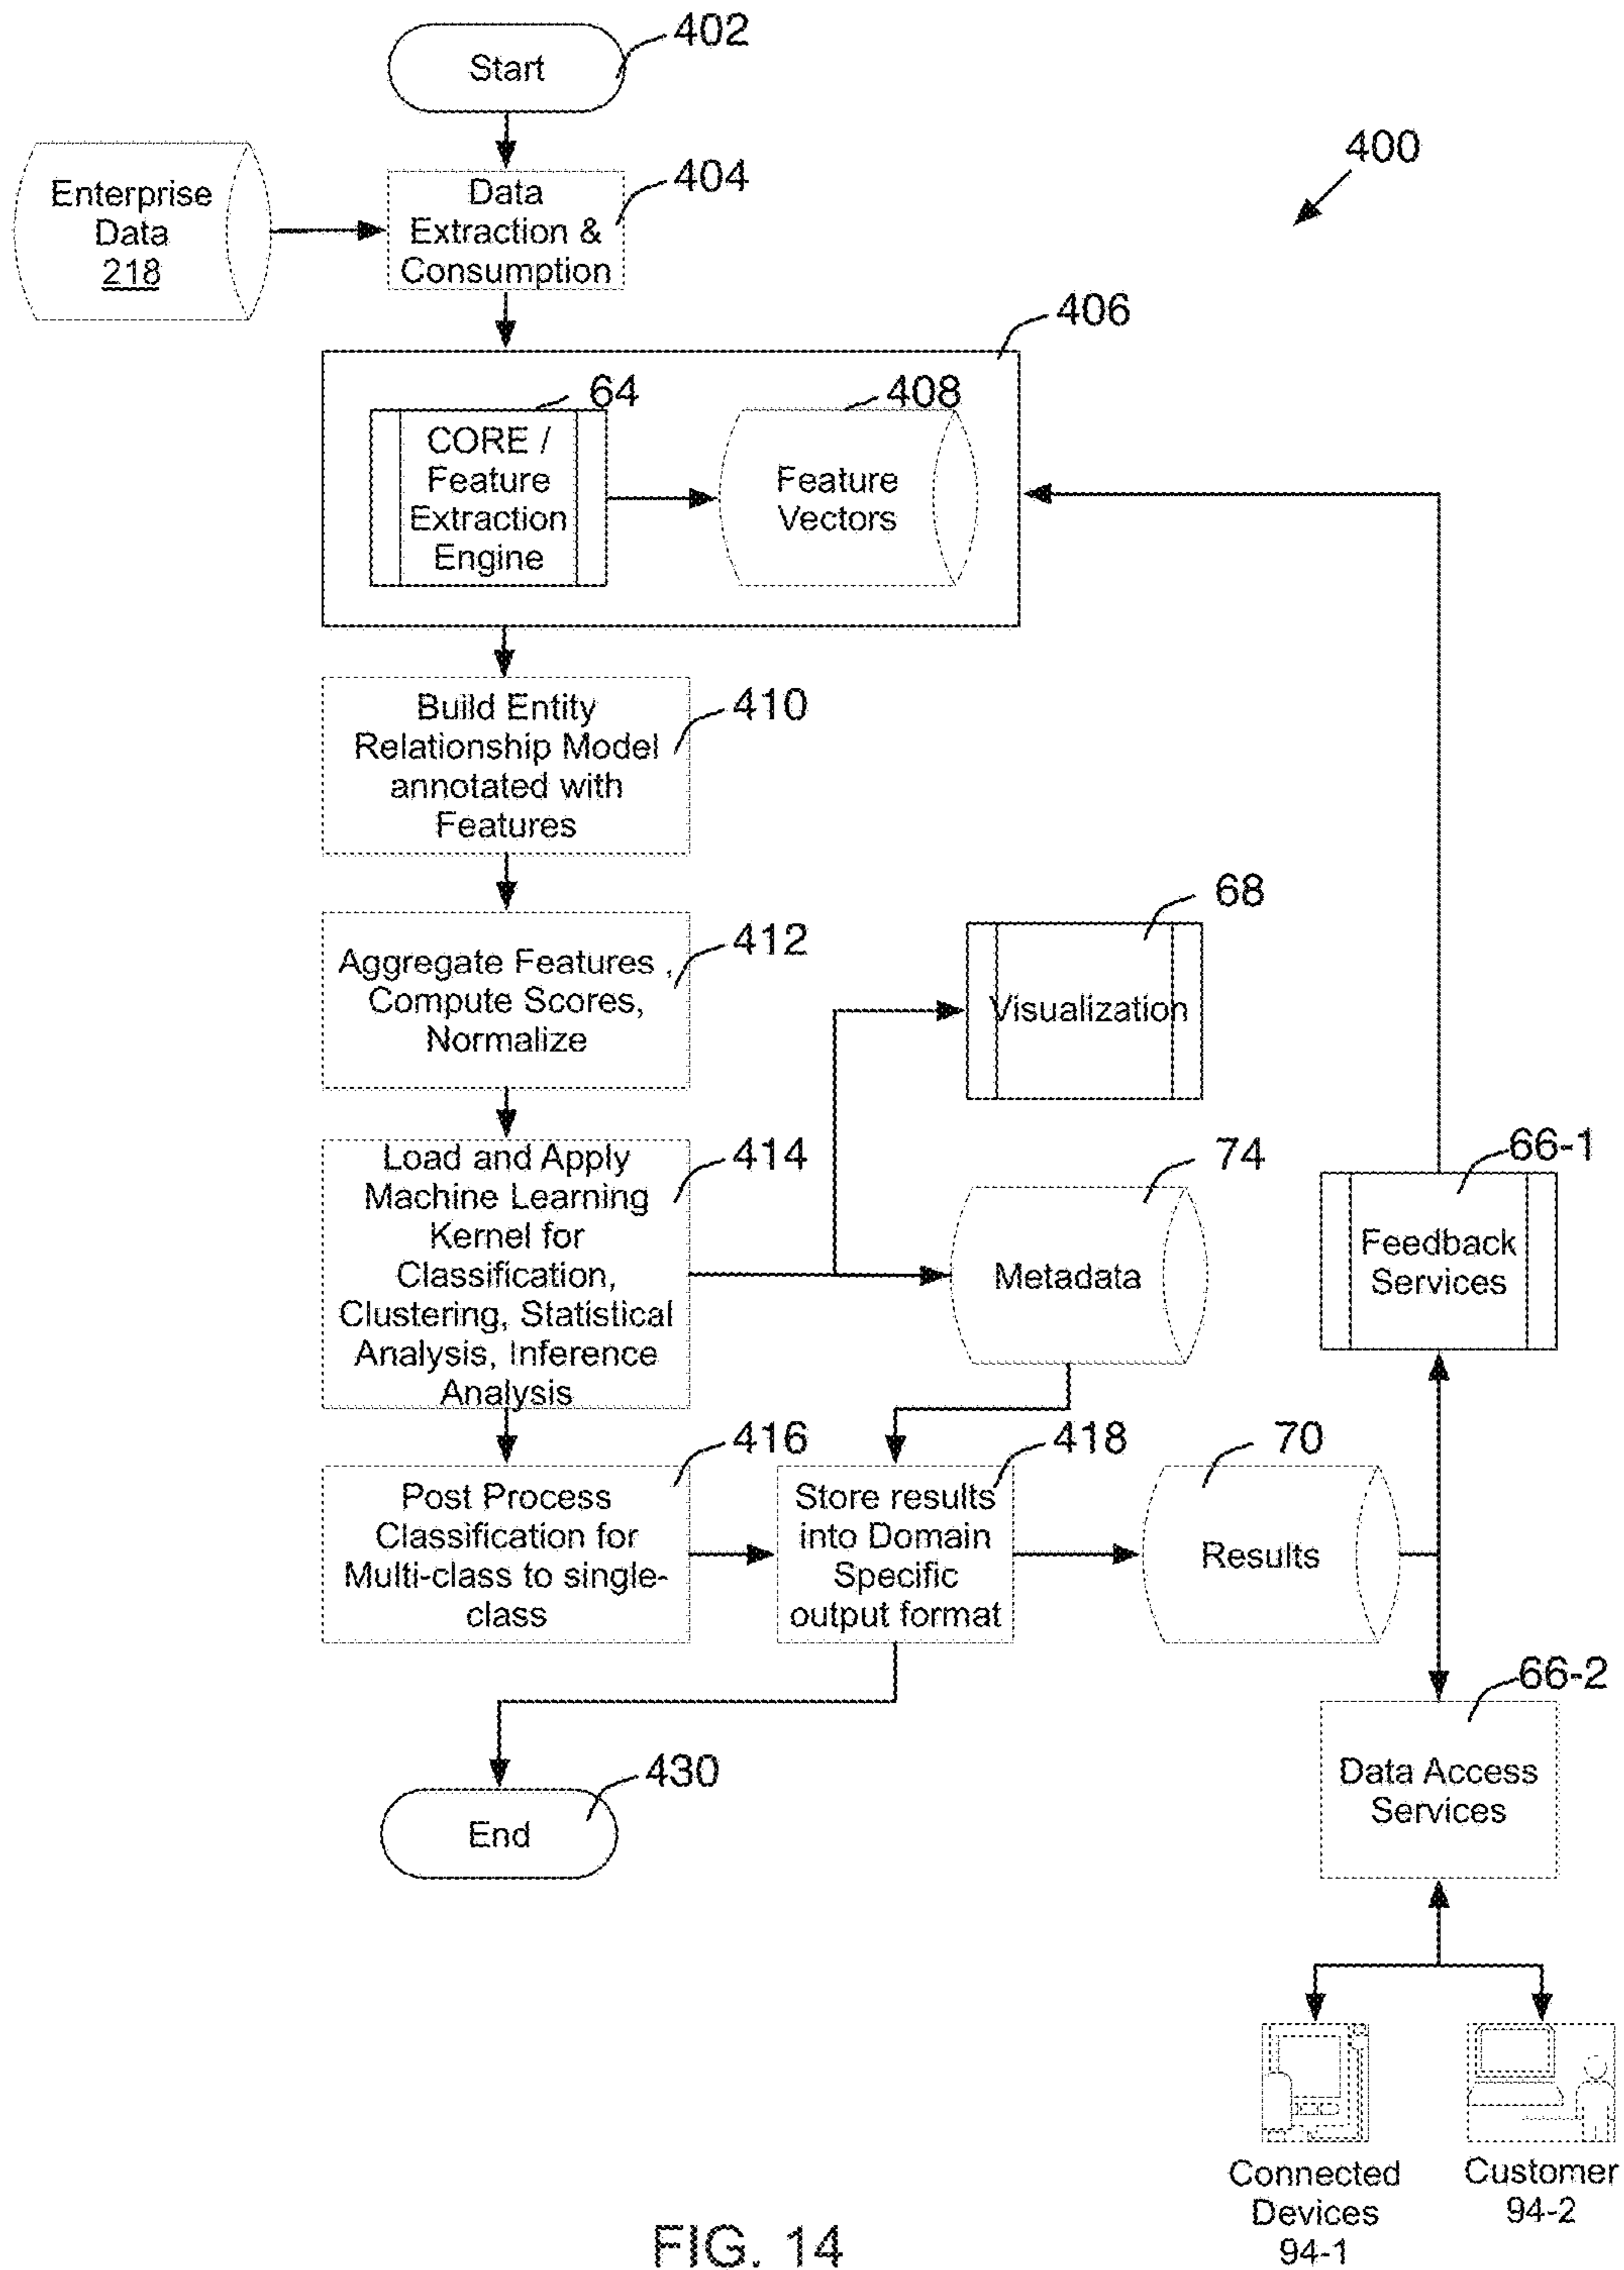 402
Start
400
404
Enterprise
Data
218
Data
Extraction &
Consumption
406
64
408
CORE /
Feature
Extraction
Engine
Feature
Vectors
410
Build Entity
Relationship Model
annotated with
Features
68
412
Aggregate Features ,
Compute Scores,
Normalize
Visualization
414
74
66-1
Load and Apply
Machine Learning
Kernel for
Classification,
Clustering, Statistical
Analysis, Inference
Analysis
Metadata
Feedback
Services
416
418
70
Post Process
Classification for
Multi-class to single-
class
Store results
into Domain
Specific
output format
Results
66-2
430
End
Data Access
Services
Connected
Devices
94-1
Customer
94-2
FIG. 14